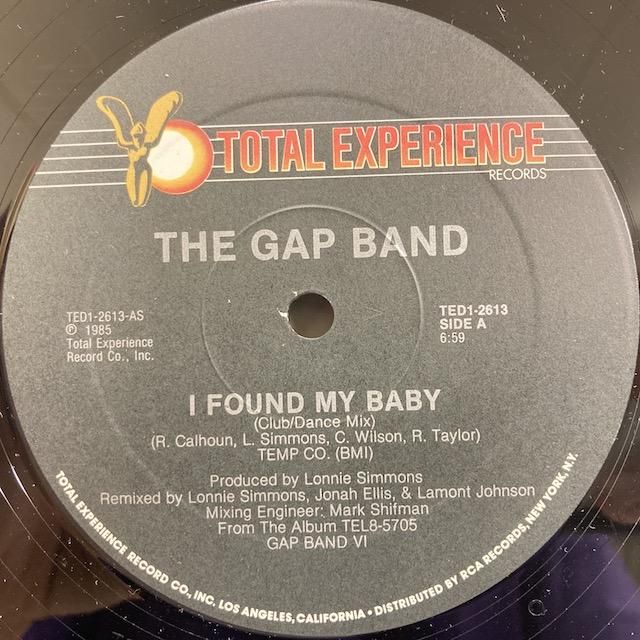 TOTAL EXPERIENCE
RECORDS
THE GAP BAND
TED1-2613-AS
℗ 1985
Total Experience
Record Co., Inc.
TED1-2613
SIDE A
6:59
I FOUND MY BABY
(Club/Dance Mix)
(R. Calhoun, L. Simmons, C. Wilson, R. Taylor)
TEMP CO. (BMI)
Produced by Lonnie Simmons
Remixed by Lonnie Simmons, Jonah Ellis, & Lamont Johnson
Mixing Engineer: Mark Shifman
From The Album TEL8-5705
GAP BAND VI
TOTAL EXPERIENCE RECORD CO., INC. LOS ANGELES, CALIFORNIA • DISTRIBUTED BY RCA RECORDS, NEW YORK, N.Y.